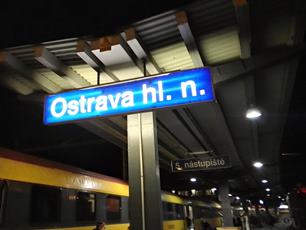 Ostrava hl. n.
5. nástupiště